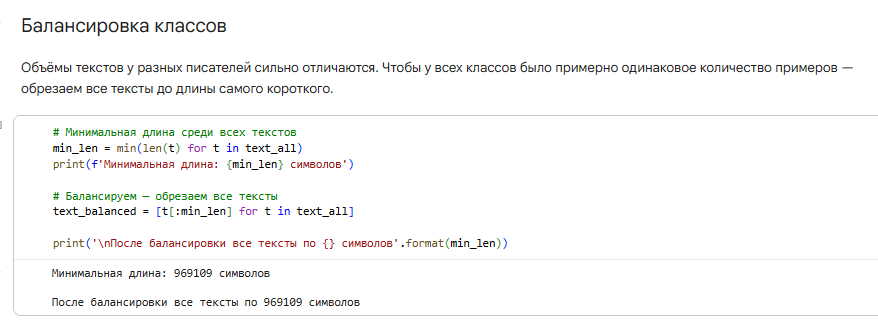 Балансировка классов
Объёмы текстов у разных писателей сильно отличаются. Чтобы у всех классов было примерно одинаковое количество примеров —
обрезаем все тексты до длины самого короткого.
# Минимальная длина среди всех текстов
min_len = min(len(t) for t in text_all)
print(f'Минимальная длина: {min_len} символов')
# Балансируем — обрезаем все тексты
text_balanced = [t[:min_len] for t in text_all]
print('\nПосле балансировки все тексты по {} символов'.format(min_len))
Минимальная длина: 969109 символов
После балансировки все тексты по 969109 символов